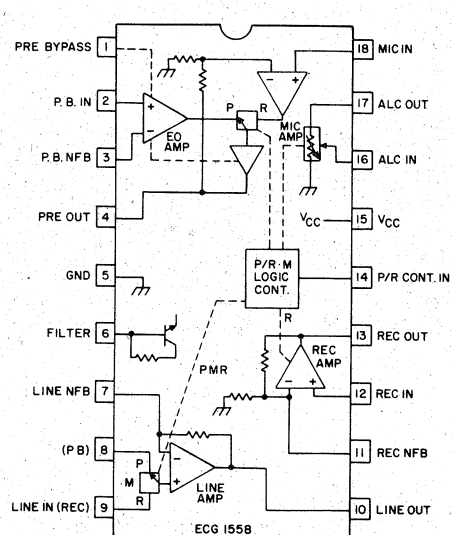 PRE BYPASS 1
18 MIC IN
P.B. IN 2
+
-
EO
AMP
P
R
-
+
MIC
AMP
17 ALC OUT
P.B. NFB 3
16 ALC IN
PRE OUT 4
VCC
15 VCC
GND 5
P/R·M
LOGIC
CONT.
14 P/R CONT. IN
FILTER 6
R
13 REC OUT
PMR
REC
AMP
-
+
12 REC IN
LINE NFB 7
11 REC NFB
(PB) 8
P
M
R
-
+
LINE
AMP
LINE IN (REC) 9
10 LINE OUT
ECG 1558